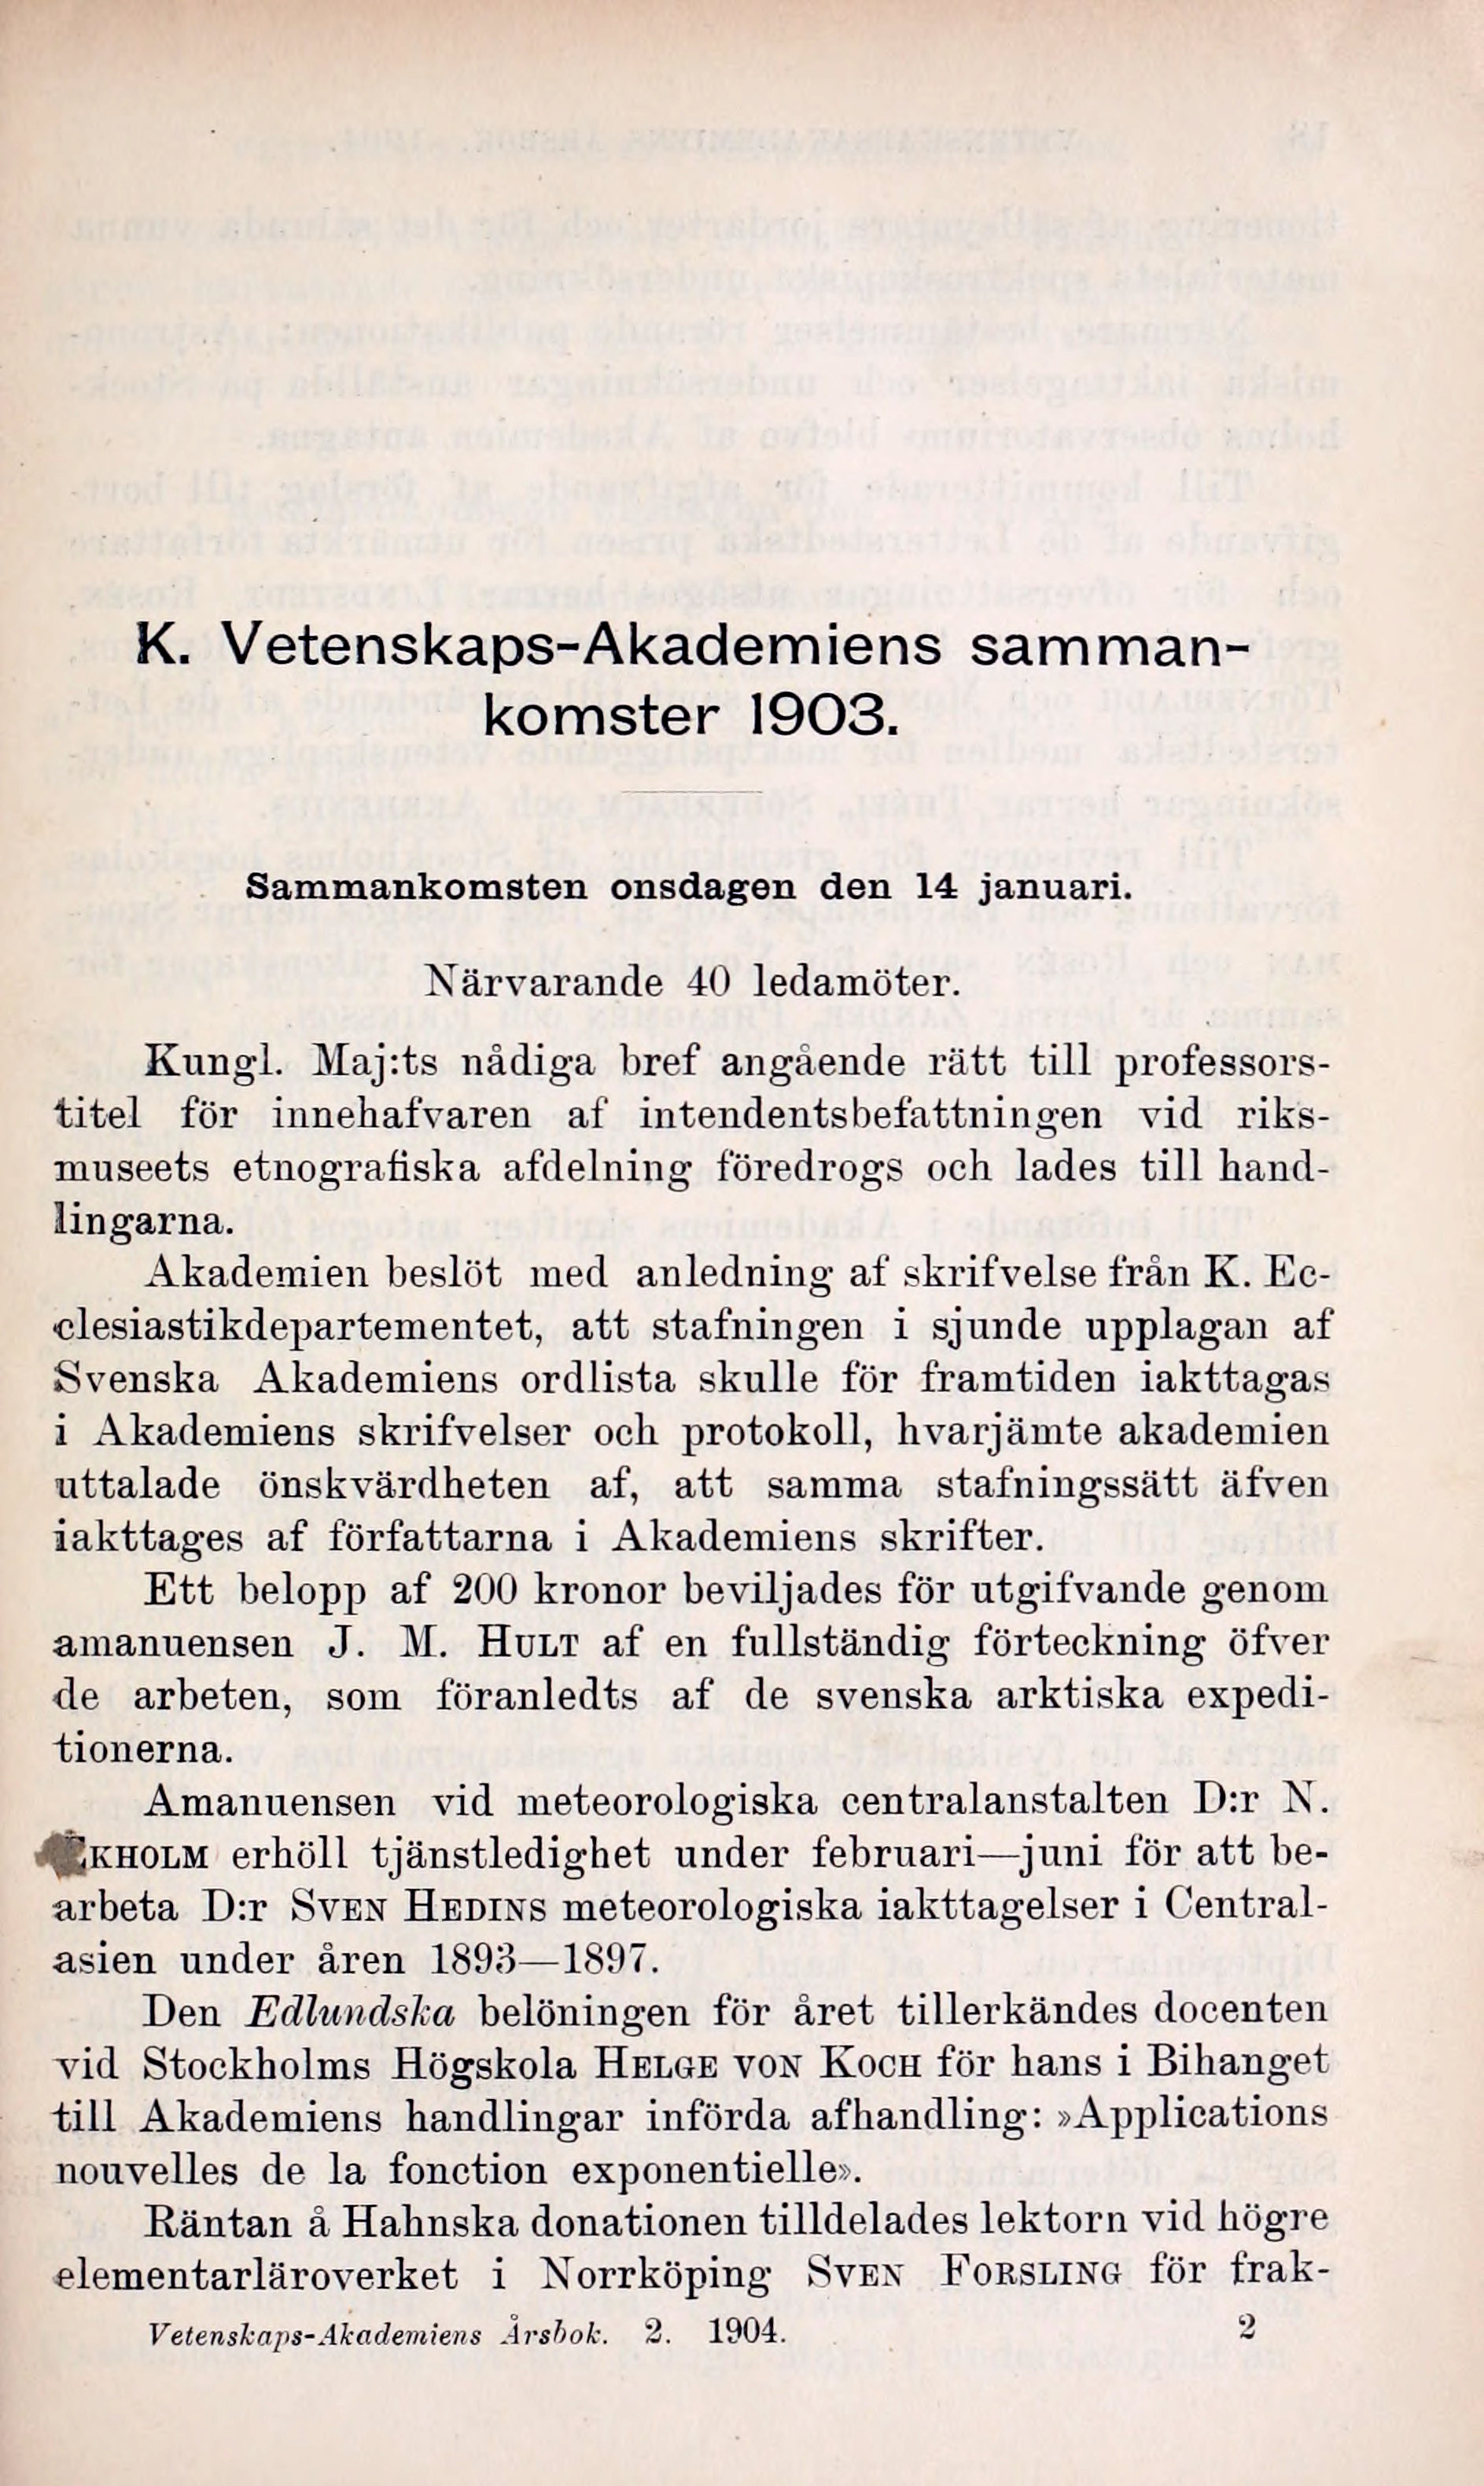 K. Vetenskaps-Akademiens samman-
komster 1903.
Sammankomsten onsdagen den 14 januari.
Närvarande 40 ledamöter.
Kungl. Maj:ts nådiga bref angående rätt till professors-
titel för innehafvaren af intendentsbefattningen vid riks-
museets etnografiska afdelning föredrogs och lades till hand-
lingarna.
Akademien beslöt med anledning af skrifvelse från K. Ec-
clesiastikdepartementet, att stafningen i sjunde upplagan af
Svenska Akademiens ordlista skulle för framtiden iakttagas
i Akademiens skrifvelser och protokoll, hvarjämte akademien
uttalade önskvärdheten af, att samma stafningssätt äfven
iakttages af författarna i Akademiens skrifter.
Ett belopp af 200 kronor beviljades för utgifvande genom
amanuensen J. M. HULT af en fullständig förteckning öfver
de arbeten, som föranledts af de svenska arktiska expedi-
tionerna.
Amanuensen vid meteorologiska centralanstalten D:r N.
EKHOLM erhöll tjänstledighet under februari—juni för att be-
arbeta D:r SVEN HEDINS meteorologiska iakttagelser i Central-
asien under åren 1893—1897.
Den Edlundska belöningen för året tillerkändes docenten
vid Stockholms Högskola HELGE VON KOCH för hans i Bihanget
till Akademiens handlingar införda afhandling: »Applications
nouvelles de la fonction exponentielle».
Räntan å Hahnska donationen tilldelades lektorn vid högre
elementarläroverket i Norrköping SVEN FORSLING för frak-
Vetenskaps-Akademiens Årsbok. 2. 1904. 2